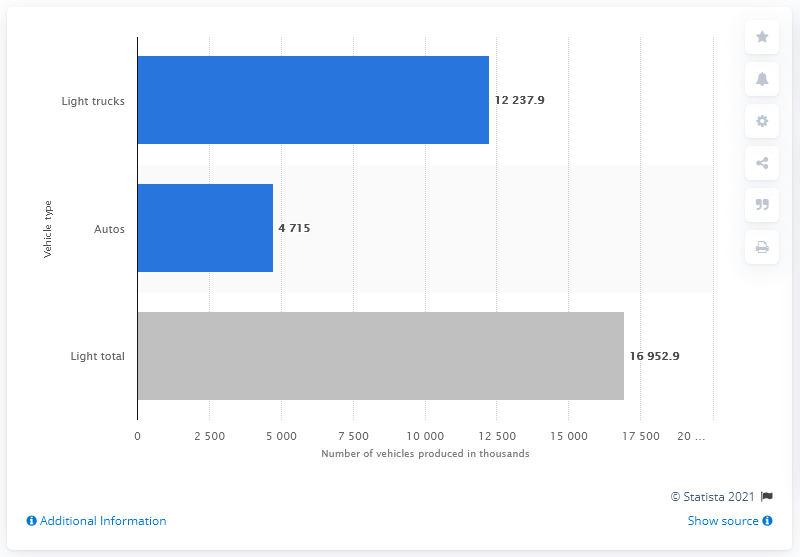 Light trucks
12 237.9
Vehicle type
Autos
4 715
Light total
16 952.9
0 2 500 5 000 7 500 10 000 12 500 15 000 17 500 20 ...
Number of vehicles produced in thousands
© Statista 2021
Additional Information
Show source